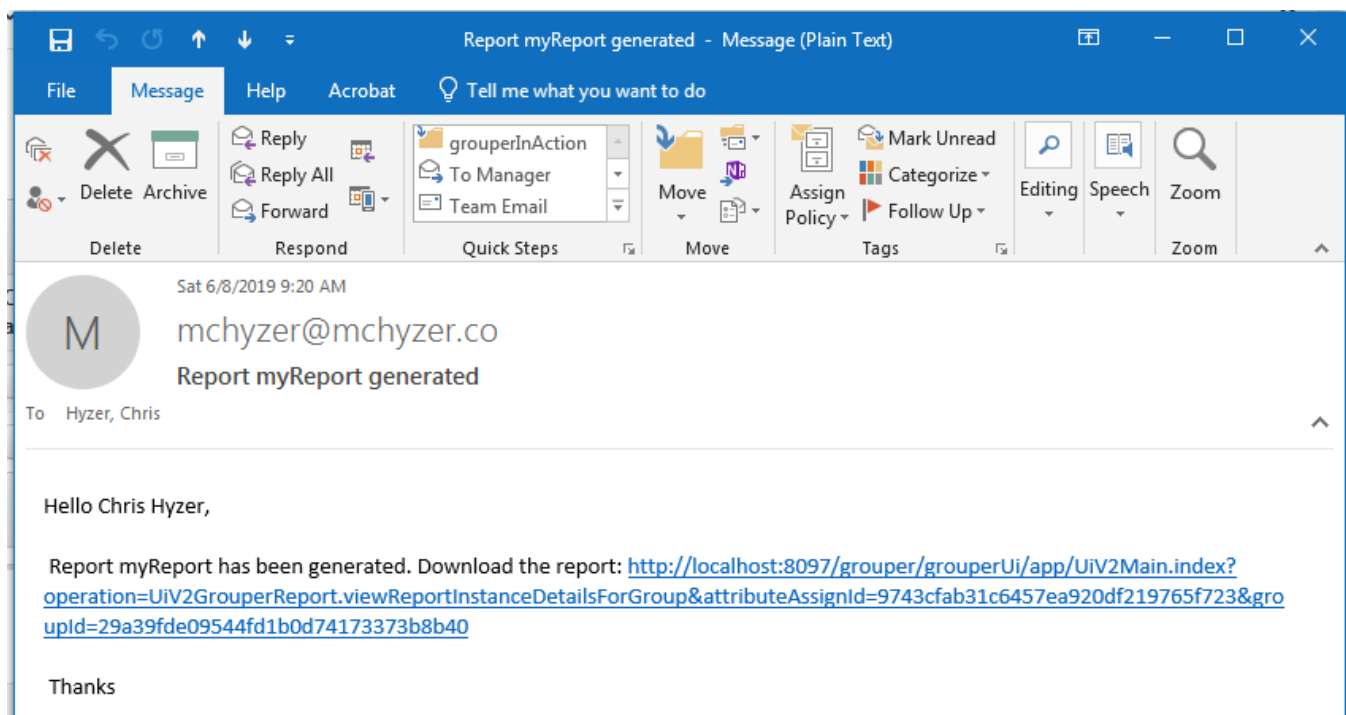 Report myReport generated - Message (Plain Text)
File Message Help Acrobat Tell me what you want to do
Delete Archive
Reply
Reply All
Forward
grouperInAction
To Manager
Team Email
Move
Assign Policy
Mark Unread
Categorize
Follow Up
Editing Speech Zoom
Delete Respond Quick Steps Move Tags Zoom
Sat 6/8/2019 9:20 AM
M
mchyzer@mchyzer.co
Report myReport generated
To Hyzer, Chris
Hello Chris Hyzer,
Report myReport has been generated. Download the report: http://localhost:8097/grouper/grouperUi/app/UiV2Main.index?
operation=UiV2GrouperReport.viewReportInstanceDetailsForGroup&attributeAssignId=9743cfab31c6457ea920df219765f723&gro
upId=29a39fde09544fd1b0d74173373b8b40
Thanks